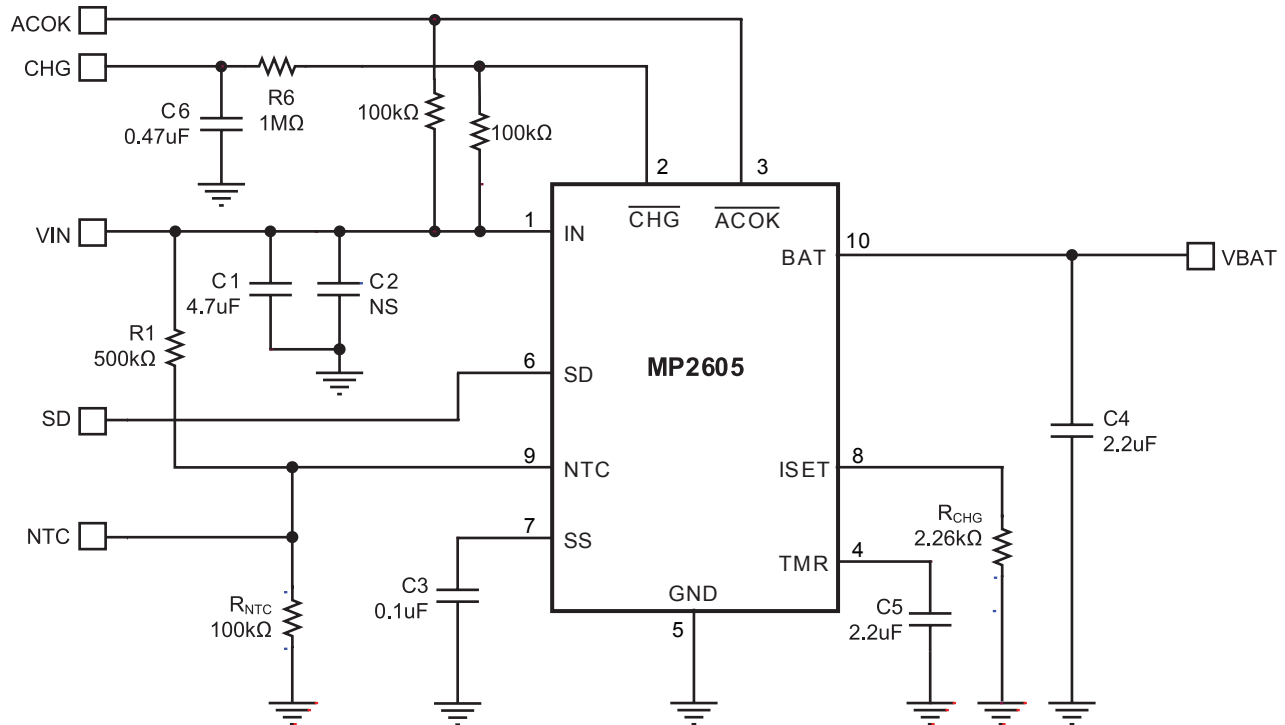 ACOK
CHG
R6
1MΩ
C6
0.47uF
100kΩ
100kΩ
2
3
VIN
1
IN
CHG
ACOK
10
BAT
VBAT
C1
4.7uF
C2
NS
R1
500kΩ
6
SD
MP2605
SD
C4
2.2uF
9
NTC
ISET
8
NTC
7
SS
RCHG
2.26kΩ
TMR
4
C3
0.1uF
GND
5
C5
2.2uF
RNTC
100kΩ